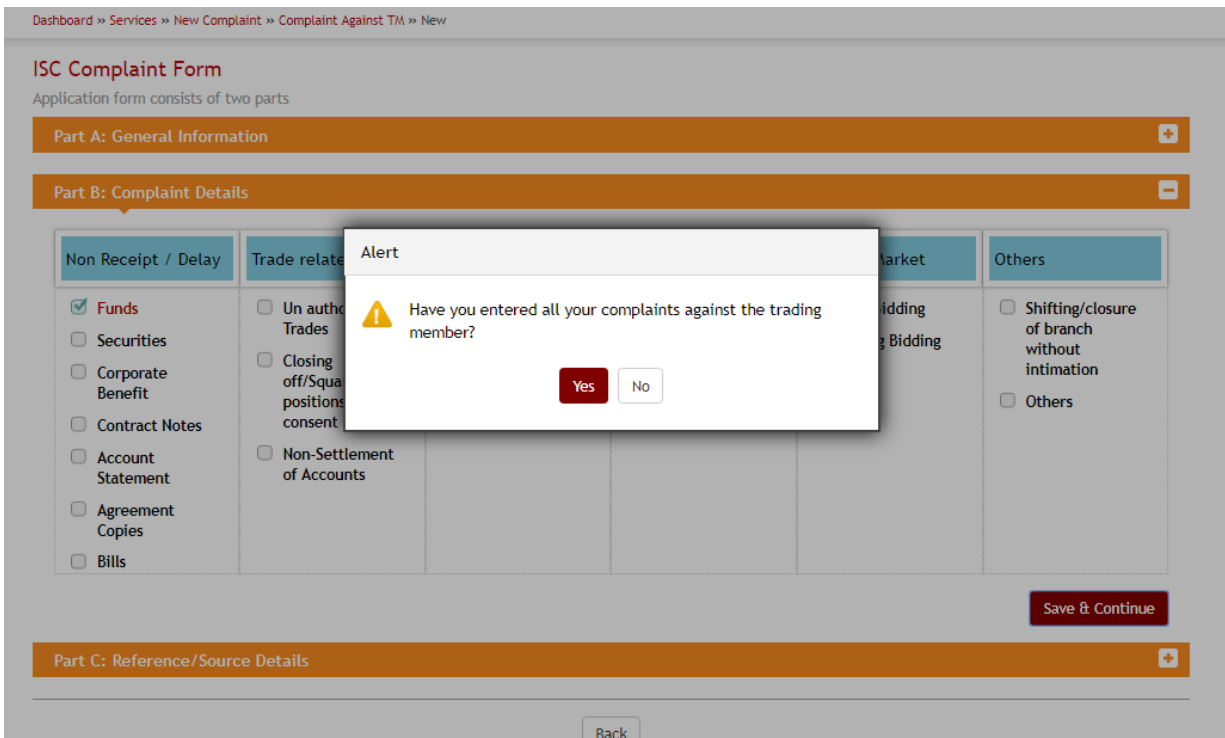 Dashboard » Services » New Complaint » Complaint Against TM » New
ISC Complaint Form
Application form consists of two parts
Part A: General Information
Part B: Complaint Details
Non Receipt / Delay
Funds
Securities
Corporate
Benefit
Contract Notes
Account
Statement
Agreement
Copies
Bills
Trade relate
Un autho
Trades
Closing
off/Squa
positions
consent
Non-Settlement
of Accounts
Alert
Have you entered all your complaints against the trading
member?
Yes
No
Market
idding
g Bidding
Others
Shifting/closure
of branch
without
intimation
Others
Save & Continue
Part C: Reference/Source Details
Back